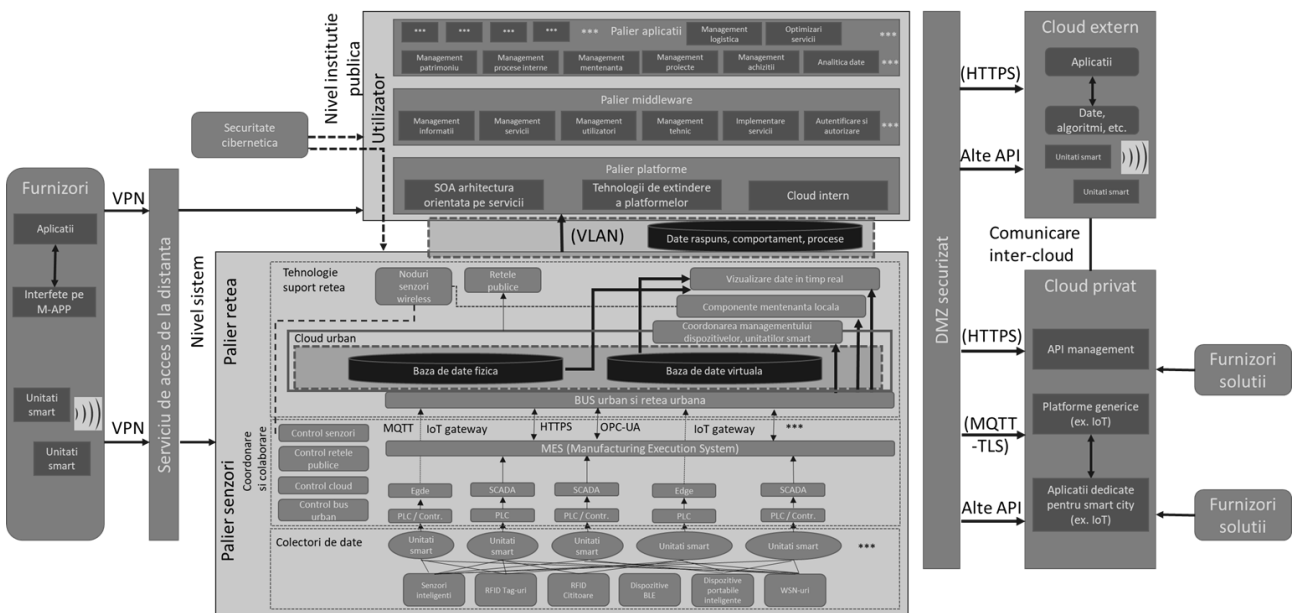 Furnizori
Aplicatii
Interfete pe
M-APP
Unitati
smart
Unitati
smart
VPN
VPN
Serviciu de acces de la distanta
Securitate
cibernetica
Nivel institutie
publica
Utilizator
*** *** *** *** *** Palier aplicatii
Management
logistica
Optimizari
servicii
***
Management
patrimoniu
Management
procese interne
Management
mentenanta
Management
proiecte
Management
achizitii
Analitica date
***
Palier middleware
Management
informatii
Management
servicii
Management
utilizatori
Management
tehnic
Implementare
servicii
Autentificare si
autorizare
***
Palier platforme
SOA arhitectura
orientata pe servicii
Tehnologii de extindere
a platformelor
Cloud intern
(VLAN)
Date raspuns, comportament, procese
Nivel sistem
Palier retea
Tehnologie
suport retea
Noduri
senzori
wireless
Retele
publice
Vizualizare date in timp real
Componente mentenanta locala
Coordonarea managementului
dispozitivelor, unitatilor smart
Cloud urban
Baza de date fizica
Baza de date virtuala
BUS urban si retea urbana
Palier senzori
Coordonare
si colaborare
Control senzori
Control retele
publice
Control cloud
Control bus
urban
MQTT
IoT gateway
HTTPS
OPC-UA
IoT gateway
***
MES (Manufacturing Execution System)
Egde
SCADA
SCADA
Edge
SCADA
PLC / Contr.
PLC
PLC / Contr.
PLC
PLC / Contr.
Colectori de date
Unitati
smart
Unitati
smart
Unitati
smart
Unitati smart
Unitati smart
***
Senzori
inteligenti
RFID Tag-uri
RFID
Cititoare
Dispozitive
BLE
Dispozitive
portabile
inteligente
WSN-uri
DMZ securizat
(HTTPS)
Alte API
Cloud extern
Aplicatii
Date,
algoritmi, etc.
Unitati smart
Unitati smart
Comunicare
inter-cloud
Cloud privat
(HTTPS)
API management
(MQTT
-TLS)
Platforme generice
(ex. IoT)
Alte API
Aplicatii dedicate
pentru smart city
(ex. IoT)
Furnizori
solutii
Furnizori
solutii